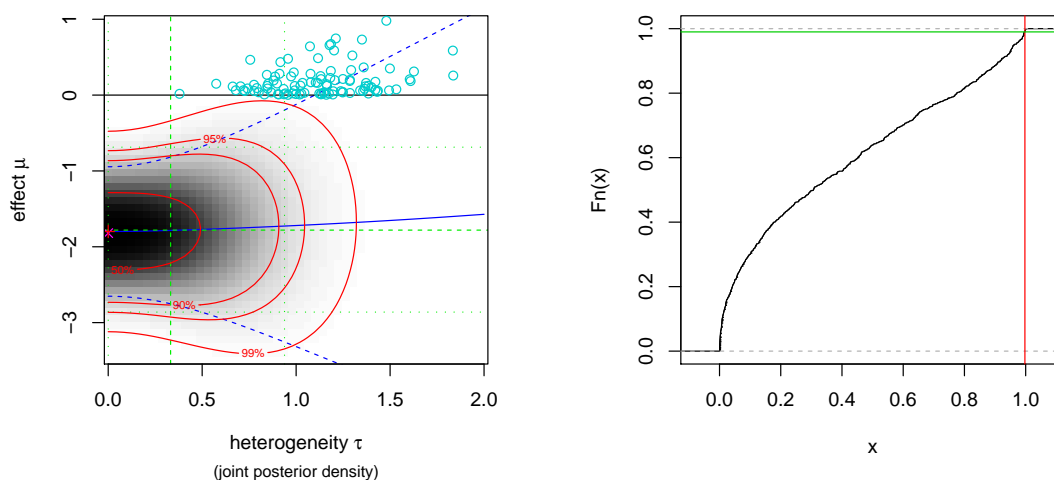 effect μ
1
0
−1
−2
−3
95%
50%
90%
99%
0.0 0.5 1.0 1.5 2.0
heterogeneity τ
(joint posterior density)
Fn(x)
1.0
0.8
0.6
0.4
0.2
0.0
0.0 0.2 0.4 0.6 0.8 1.0
x